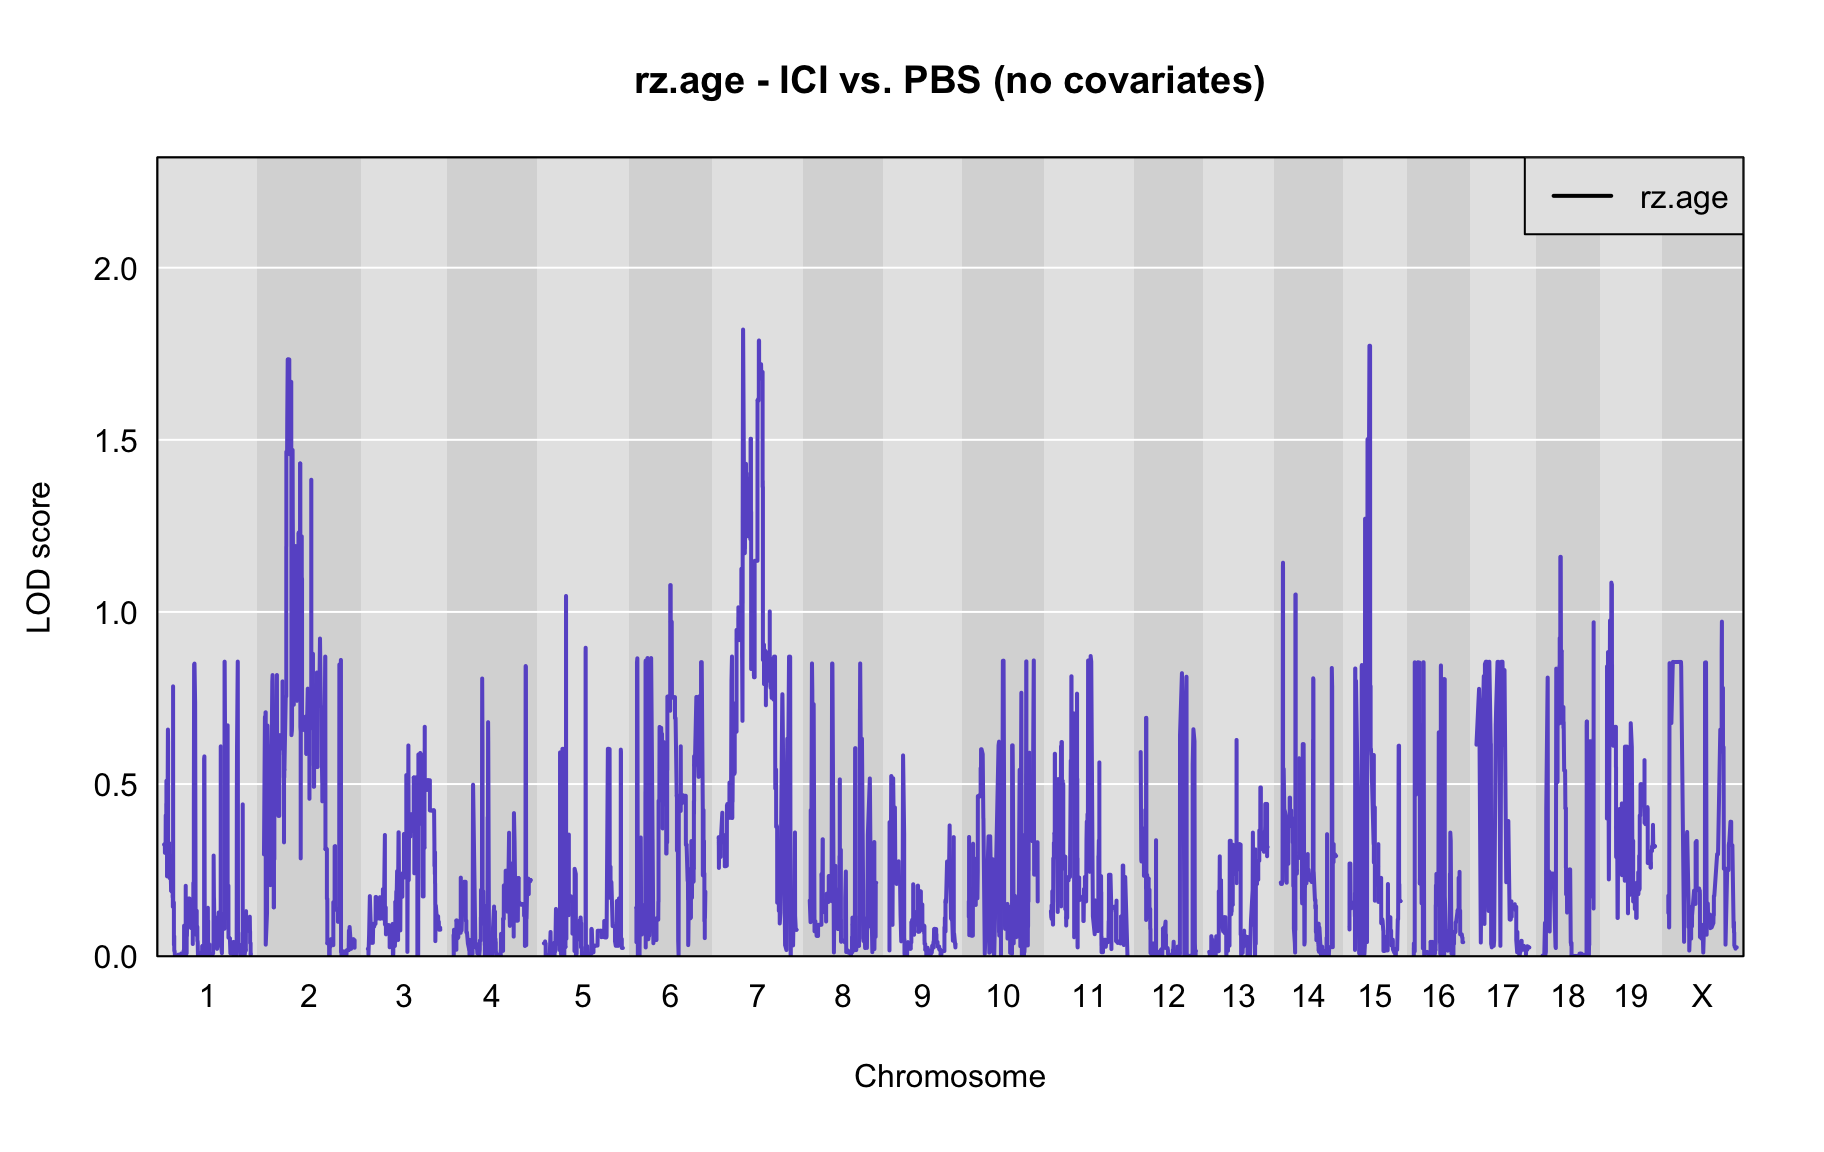 rz.age - ICI vs. PBS (no covariates)
rz.age
2.0
1.5
1.0
0.5
0.0
LOD score
1 2 3 4 5 6 7 8 9 10 11 12 13 14 15 16 17 18 19 X
Chromosome